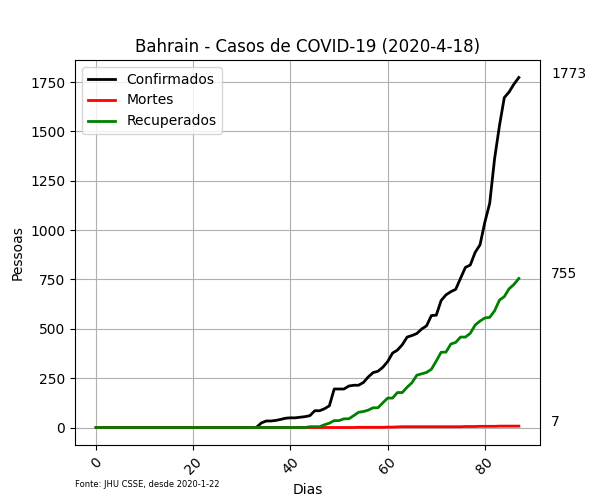 Bahrain - Casos de COVID-19 (2020-4-18)
Confirmados
Mortes
Recuperados
1773
755
7
Pessoas
1750
1500
1250
1000
750
500
250
0
0
20
40
60
80
Dias
Fonte: JHU CSSE, desde 2020-1-22